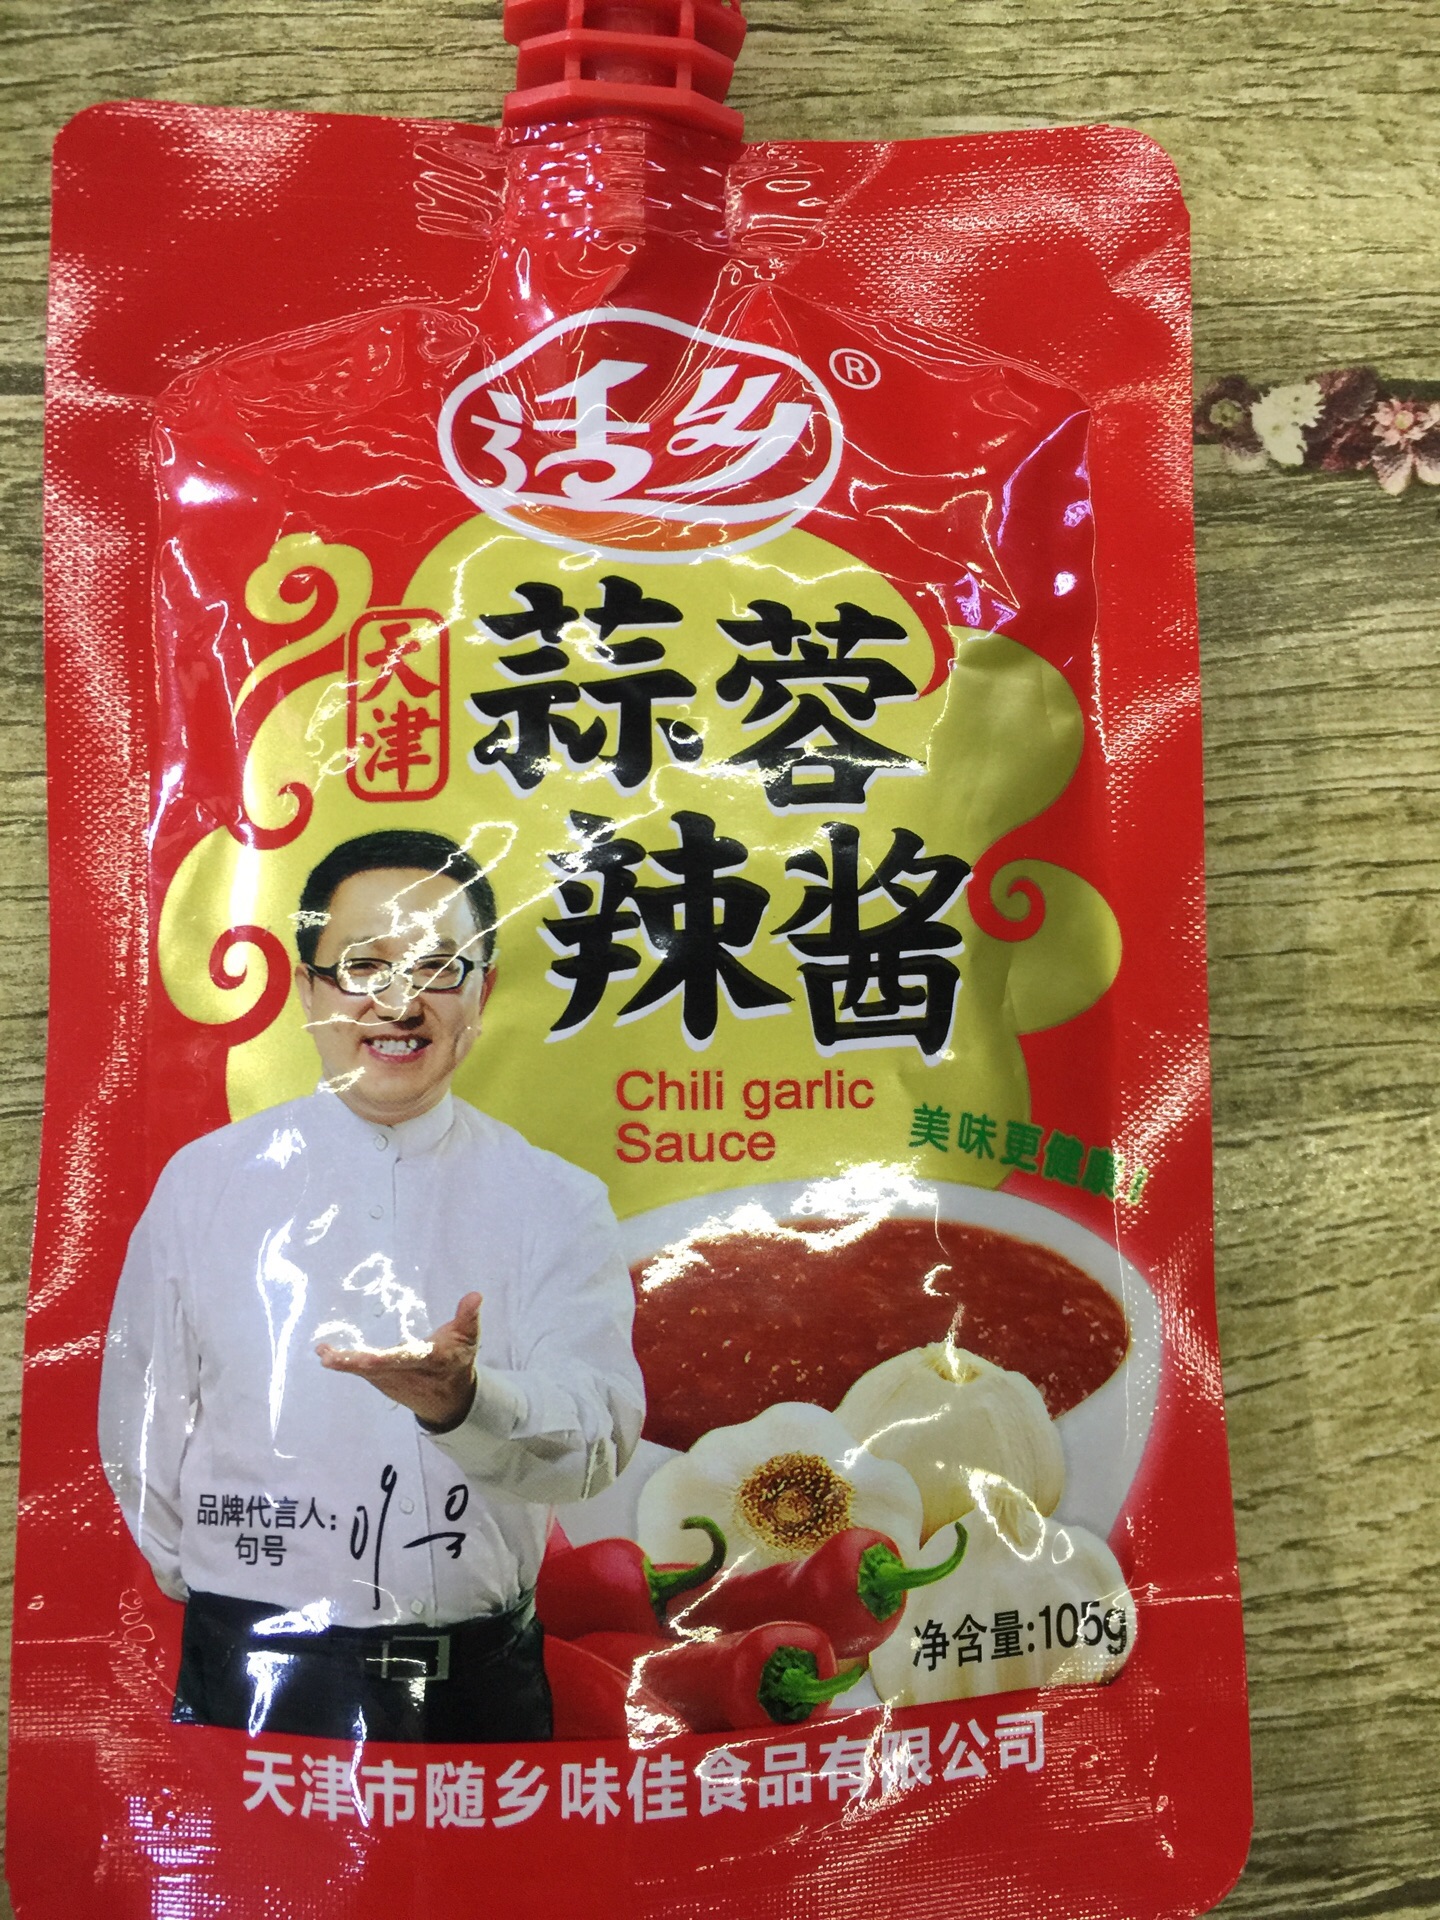 适乡
®
天津
蒜蓉
辣酱
Chili garlic
Sauce
美味更健康！
品牌代言人：
句号
净含量:105g
天津市随乡味佳食品有限公司